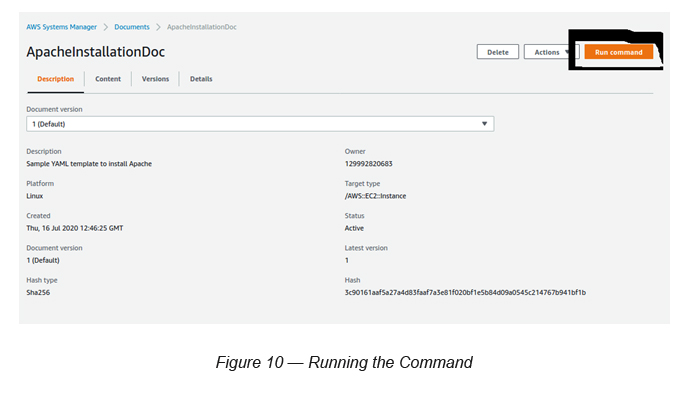 AWS Systems Manager > Documents > ApacheInstallationDoc
ApacheInstallationDoc
Delete
Actions
Run command
Description
Content
Versions
Details
Document version
1 (Default)
Description
Sample YAML template to install Apache
Owner
129992820683
Platform
Linux
Target type
/AWS::EC2::Instance
Created
Thu, 16 Jul 2020 12:46:25 GMT
Status
Active
Document version
1 (Default)
Latest version
1
Hash type
Sha256
Hash
3c90161aaf5a27a4d83faaf7a3e81f020bf1e5b84d09a0545c214767b941bf1b
Figure 10 — Running the Command